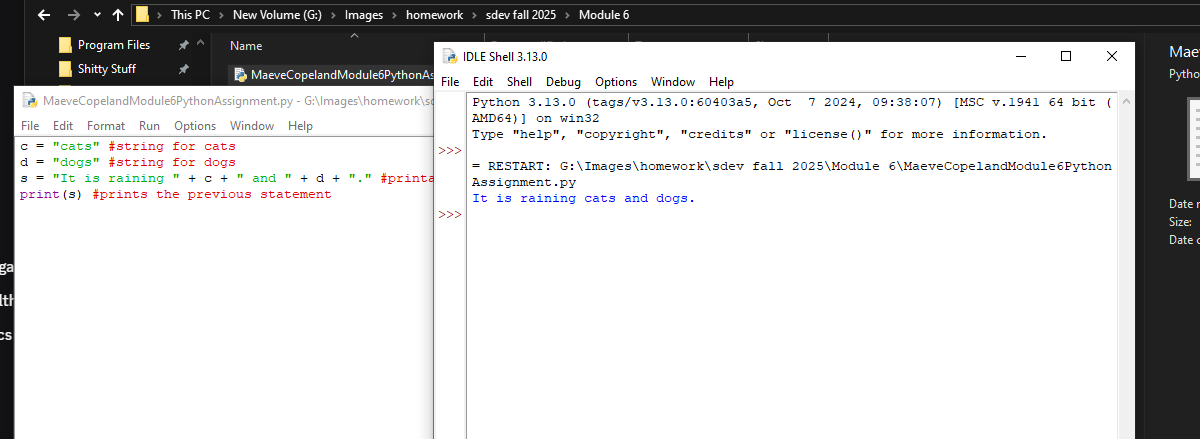 This PC > New Volume (G:) > Images > homework > sdev fall 2025 > Module 6
Program Files
Shitty Stuff
Name
MaeveCopelandModule6PythonAs
MaeveCopelandModule6PythonAssignment.py - G:\Images\homework\sd
File Edit Format Run Options Window Help
c = "cats" #string for cats
d = "dogs" #string for dogs
s = "It is raining " + c + " and " + d + "." #printa
print(s) #prints the previous statement
IDLE Shell 3.13.0
File Edit Shell Debug Options Window Help
Python 3.13.0 (tags/v3.13.0:60403a5, Oct  7 2024, 09:38:07) [MSC v.1941 64 bit (
AMD64)] on win32
Type "help", "copyright", "credits" or "license()" for more information.
>>>
= RESTART: G:\Images\homework\sdev fall 2025\Module 6\MaeveCopelandModule6Python
Assignment.py
It is raining cats and dogs.
>>>
Mae
Pytho
Date r
Size:
Date c
ga
lth
cs